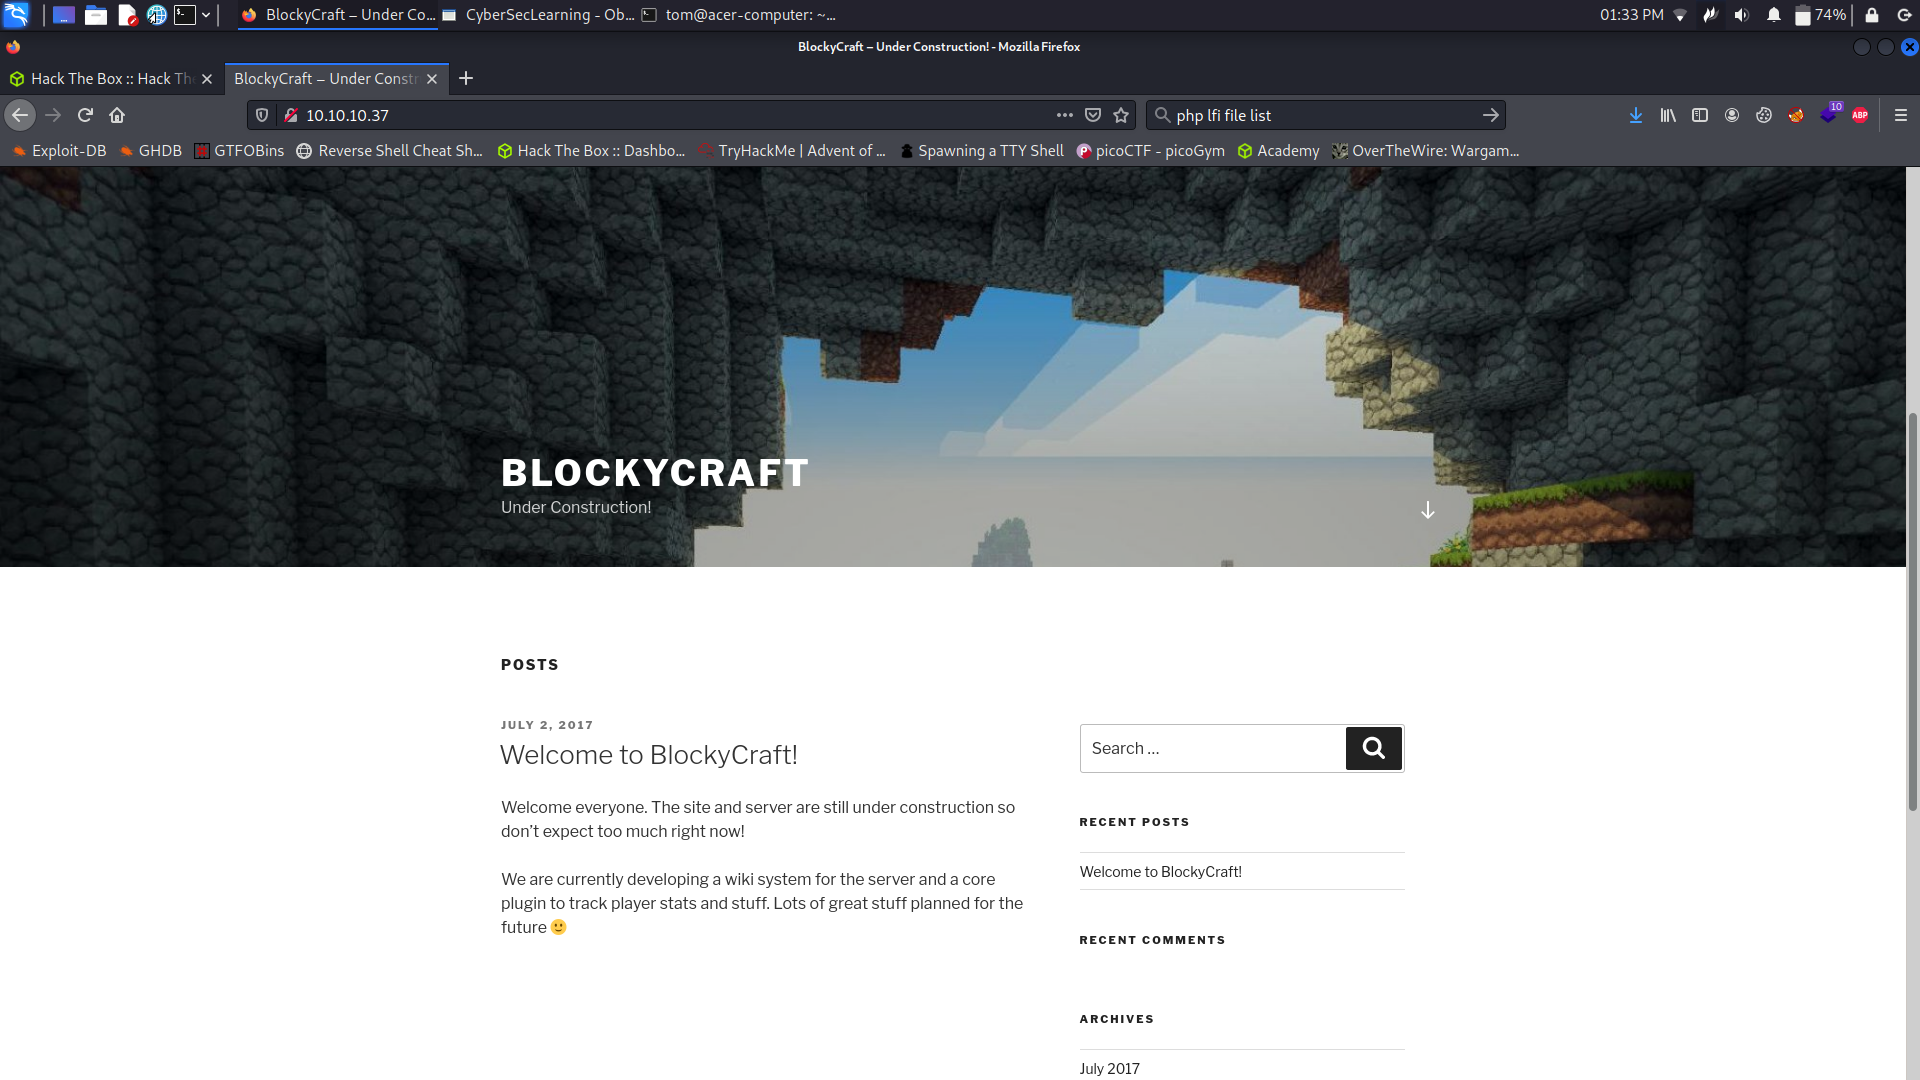 BlockyCraft – Under Co...
CyberSecLearning - Ob...
tom@acer-computer: ~...
01:33 PM
74%
BlockyCraft – Under Construction! - Mozilla Firefox
Hack The Box :: Hack The
BlockyCraft – Under Constr
10.10.10.37
php lfi file list
10
ABP
Exploit-DB
GHDB
GTFOBins
Reverse Shell Cheat Sh...
Hack The Box :: Dashbo...
TryHackMe | Advent of ...
Spawning a TTY Shell
picoCTF - picoGym
Academy
OverTheWire: Wargam...
BLOCKYCRAFT
Under Construction!
POSTS
JULY 2, 2017
Welcome to BlockyCraft!
Welcome everyone. The site and server are still under construction so
don’t expect too much right now!
We are currently developing a wiki system for the server and a core
plugin to track player stats and stuff. Lots of great stuff planned for the
future 🙂
Search …
RECENT POSTS
Welcome to BlockyCraft!
RECENT COMMENTS
ARCHIVES
July 2017